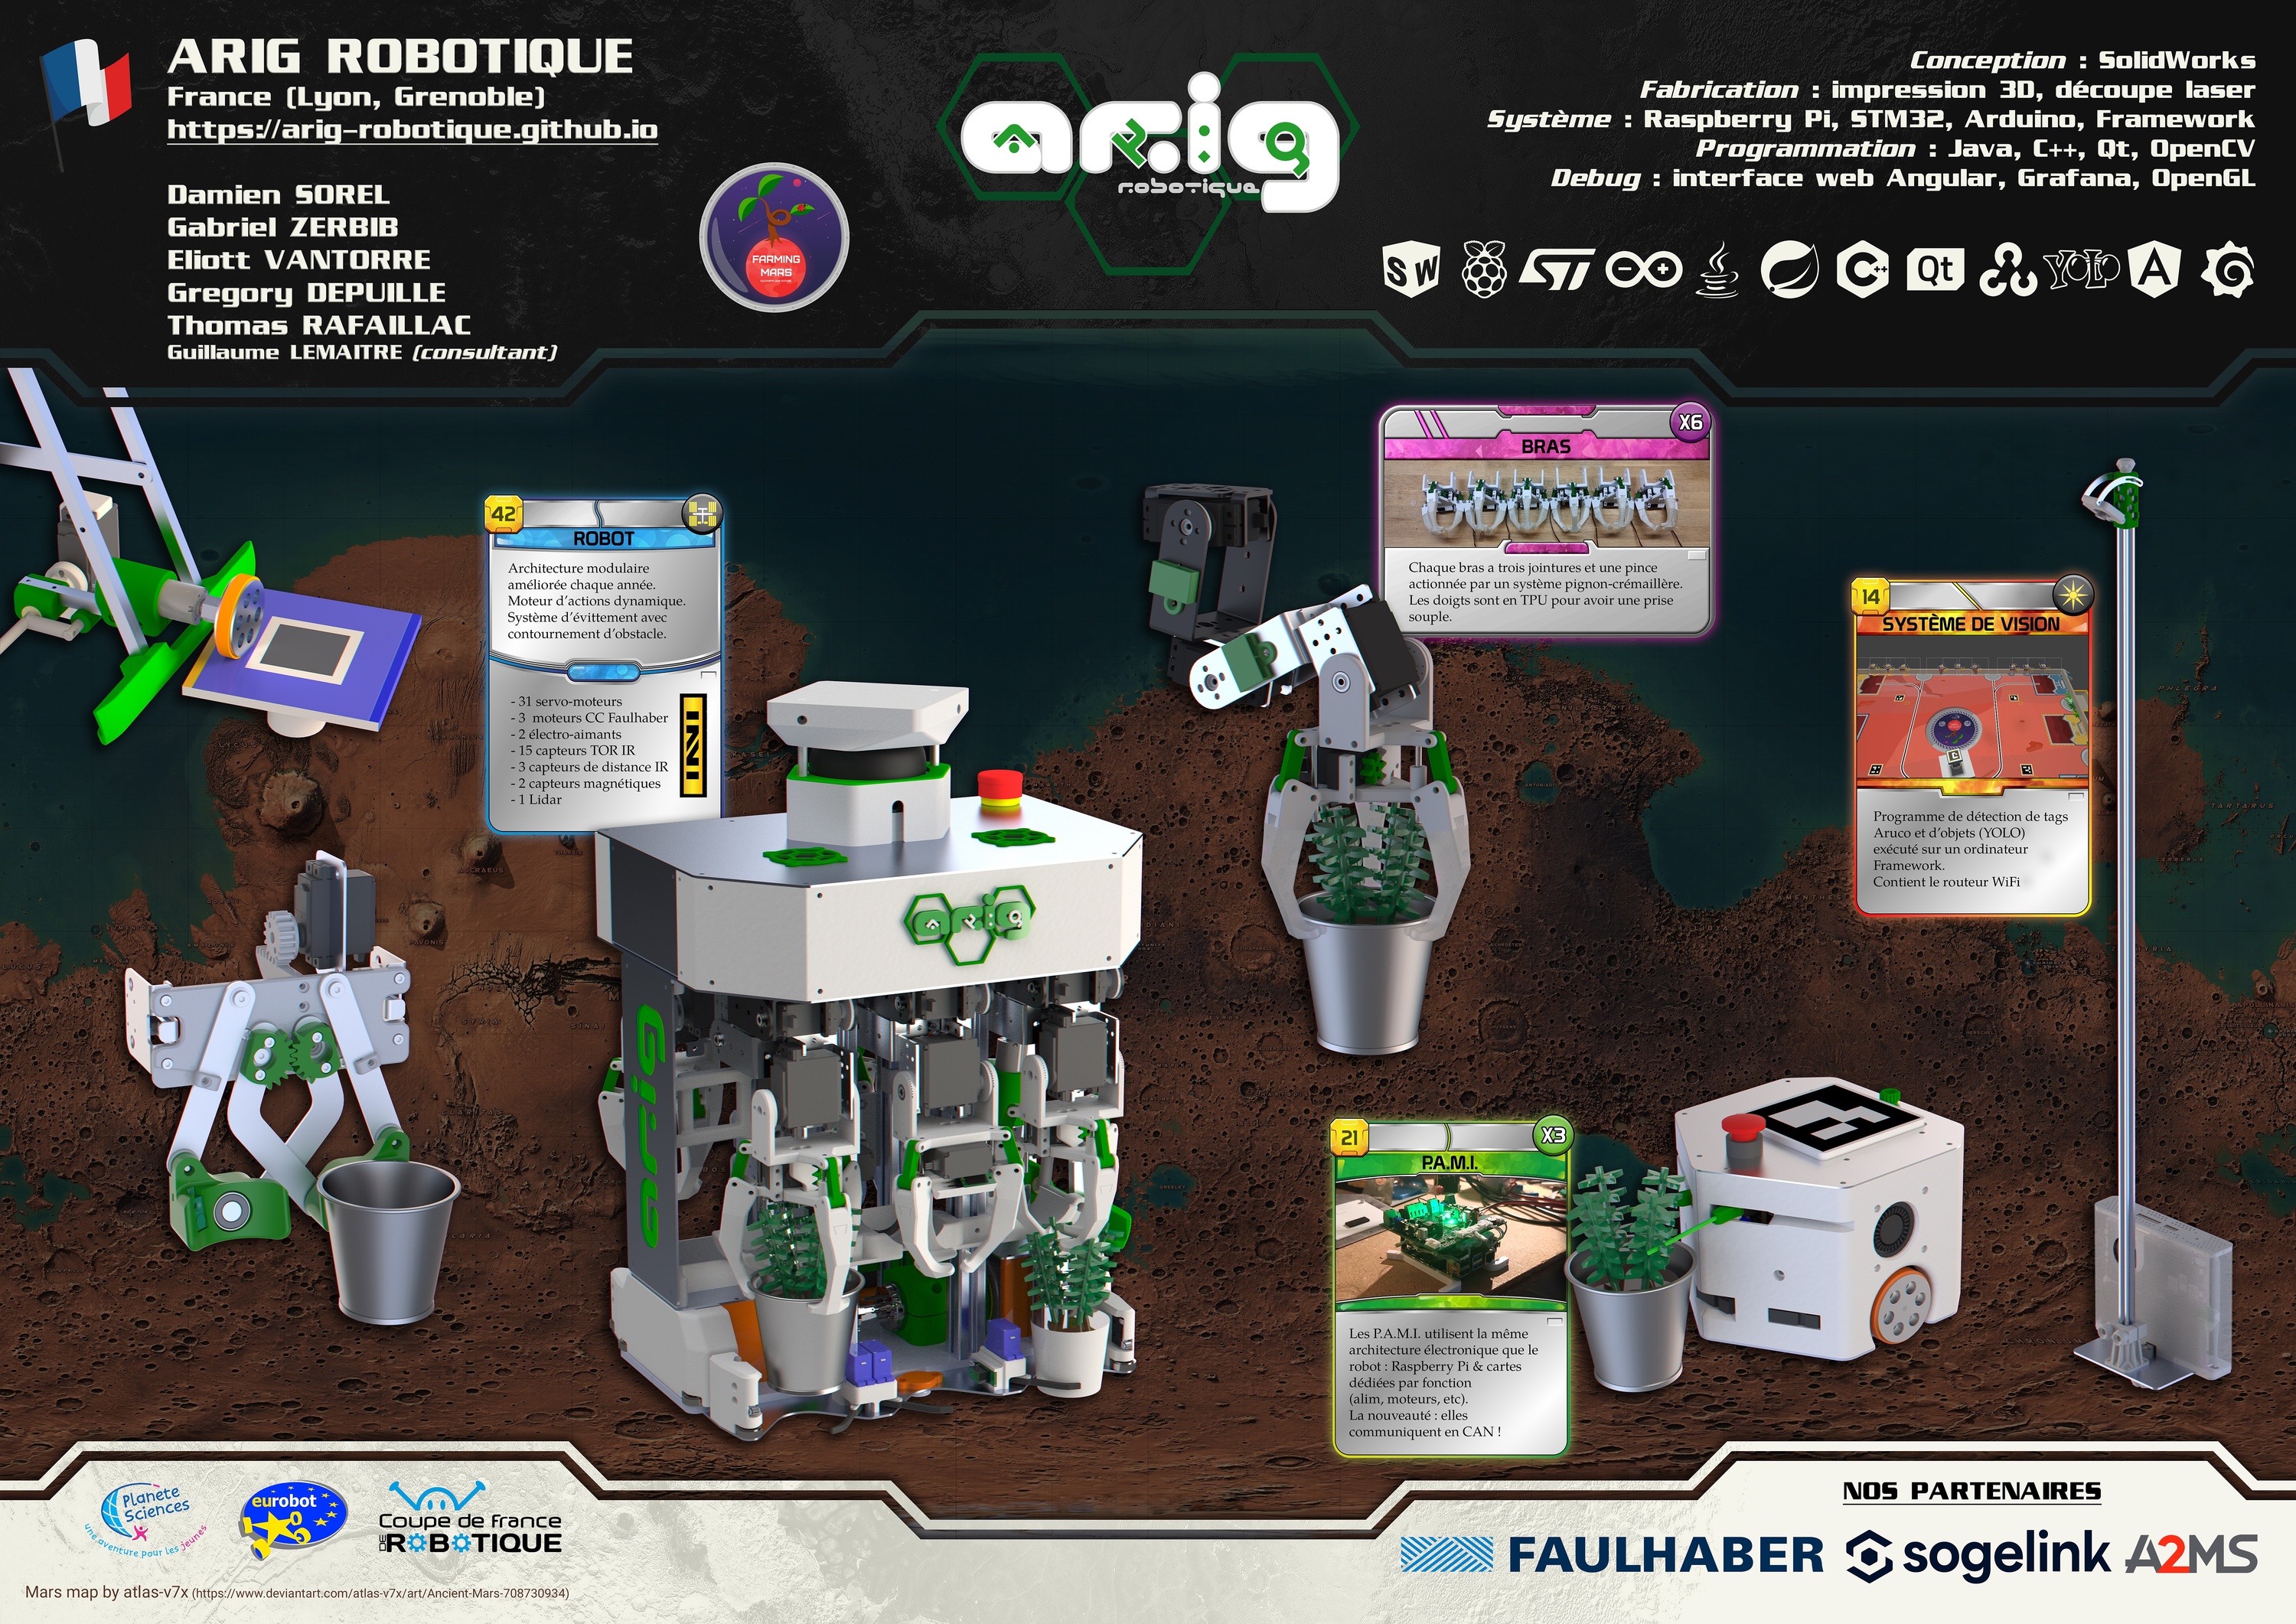 ARIG ROBOTIQUE
France (Lyon, Grenoble)
https://arig-robotique.github.io
Damien SOREL
Gabriel ZERBIB
Eliott VANTORRE
Gregory DEPUILLE
Thomas RAFAILLAC
Guillaume LEMAITRE (consultant)
FARMING
MARS
arig
robotique
Conception : SolidWorks
Fabrication : impression 3D, découpe laser
Système : Raspberry Pi, STM32, Arduino, Framework
Programmation : Java, C++, Qt, OpenCV
Debug : interface web Angular, Grafana, OpenGL
SW
ST
C++
Qt
YOLO
A
42
ROBOT
Architecture modulaire
améliorée chaque année.
Moteur d'actions dynamique.
Système d'évittement avec
contournement d'obstacle.
- 31 servo-moteurs
- 3 moteurs CC Faulhaber
- 2 électro-aimants
- 15 capteurs TOR IR
- 3 capteurs de distance IR
- 2 capteurs magnétiques
- 1 Lidar
INT
X6
BRAS
Chaque bras a trois jointures et une pince
actionnée par un système pignon-crémaillère.
Les doigts sont en TPU pour avoir une prise
souple.
14
SYSTÈME DE VISION
Programme de détection de tags
Aruco et d'objets (YOLO)
exécuté sur un ordinateur
Framework.
Contient le routeur WiFi
arig
arig
21
X3
P.A.M.I.
Les P.A.M.I. utilisent la même
architecture électronique que le
robot : Raspberry Pi & cartes
dédiées par fonction
(alim, moteurs, etc).
La nouveauté : elles
communiquent en CAN !
Planète
Sciences
une aventure pour les jeunes
eurobot
Coupe de france
DE ROBOTIQUE
NOS PARTENAIRES
FAULHABER
sogelink
A2MS
Mars map by atlas-v7x (https://www.deviantart.com/atlas-v7x/art/Ancient-Mars-708730934)